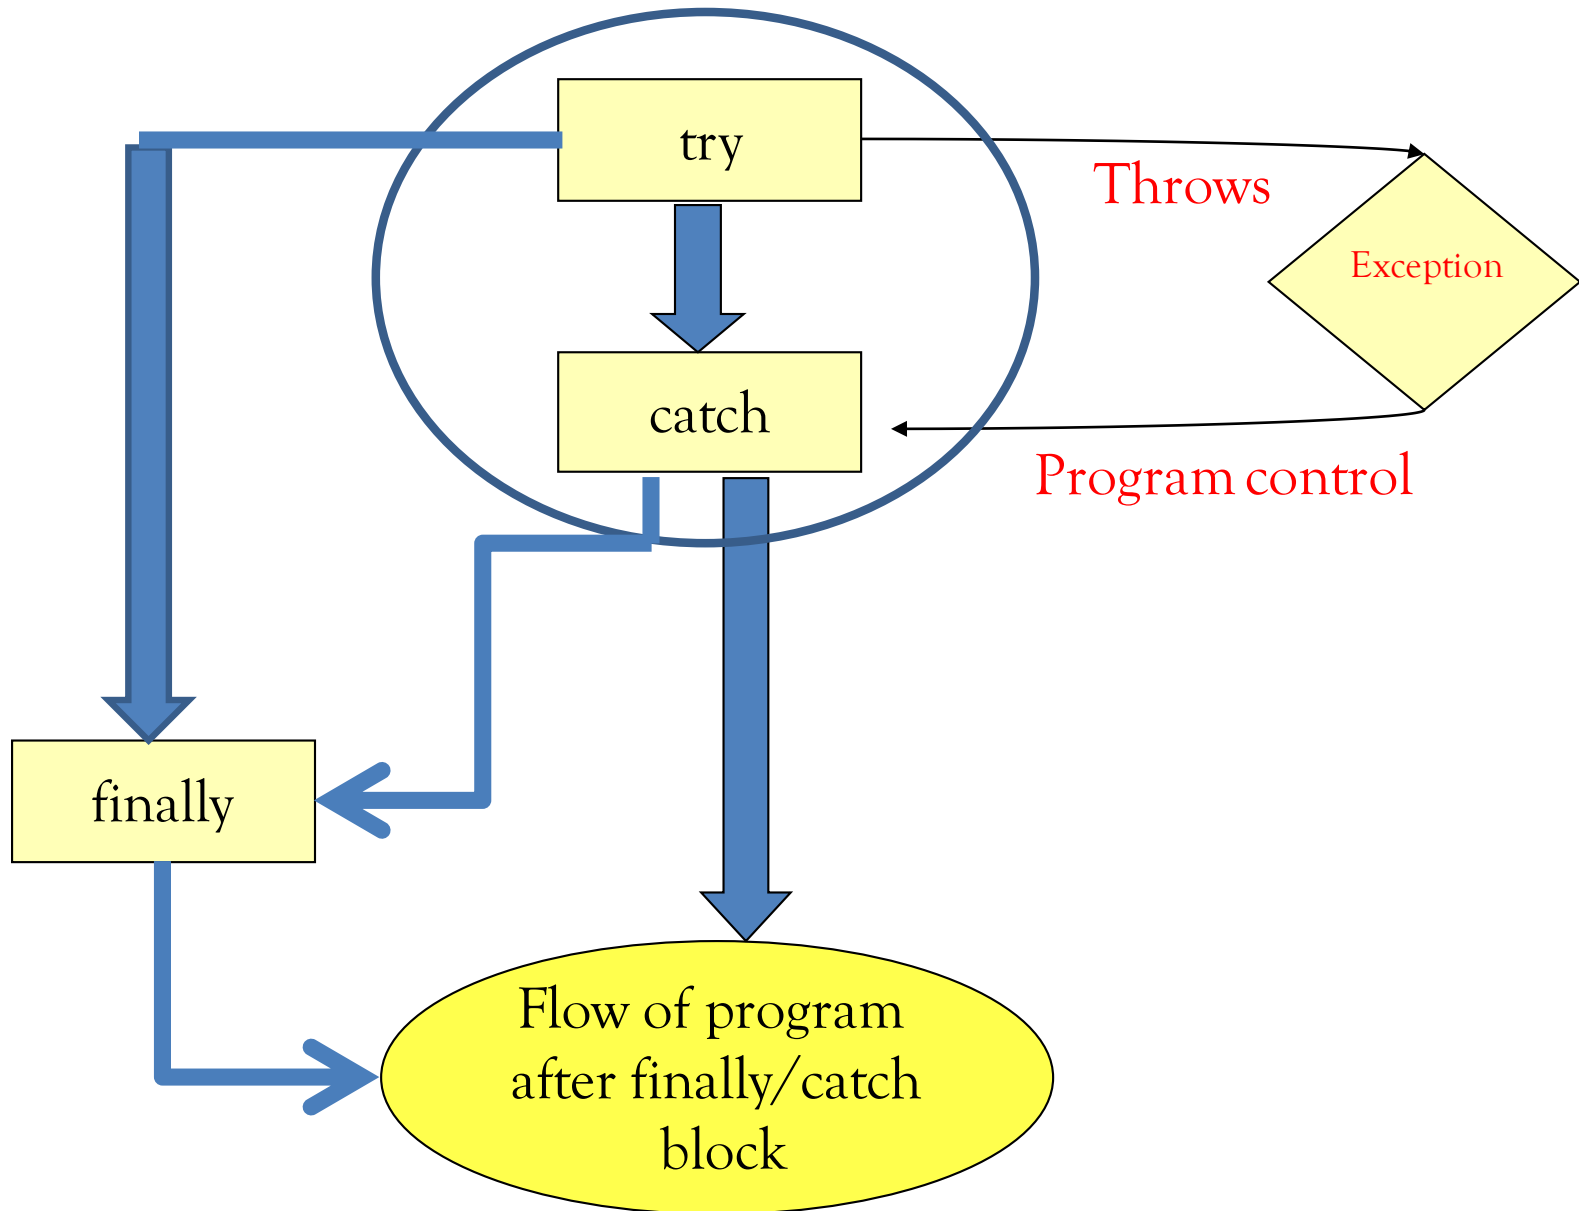 try
Throws
Exception
catch
Program control
finally
Flow of program
after finally/catch
block